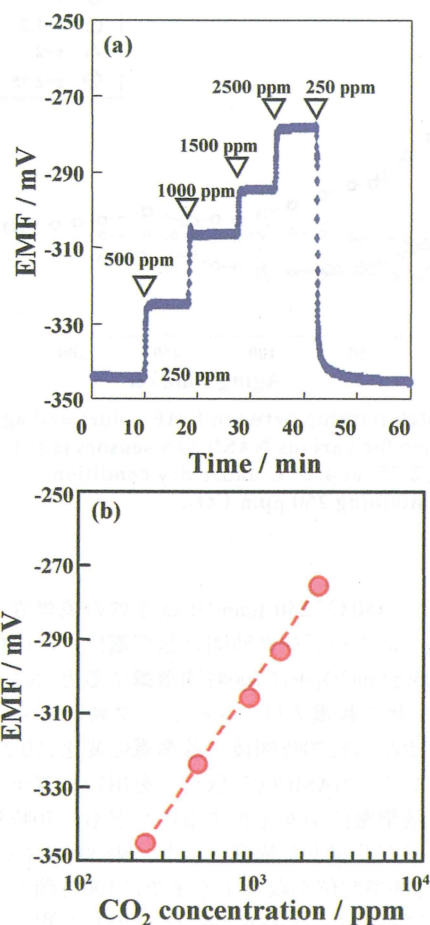 (a)
-250
-270
-290
-310
-330
-350
EMF / mV
2500 ppm
250 ppm
1500 ppm
1000 ppm
500 ppm
250 ppm
0 10 20 30 40 50 60
Time / min
(b)
-250
-270
-290
-310
-330
-350
EMF / mV
10² 10³ 10⁴
CO₂ concentration / ppm